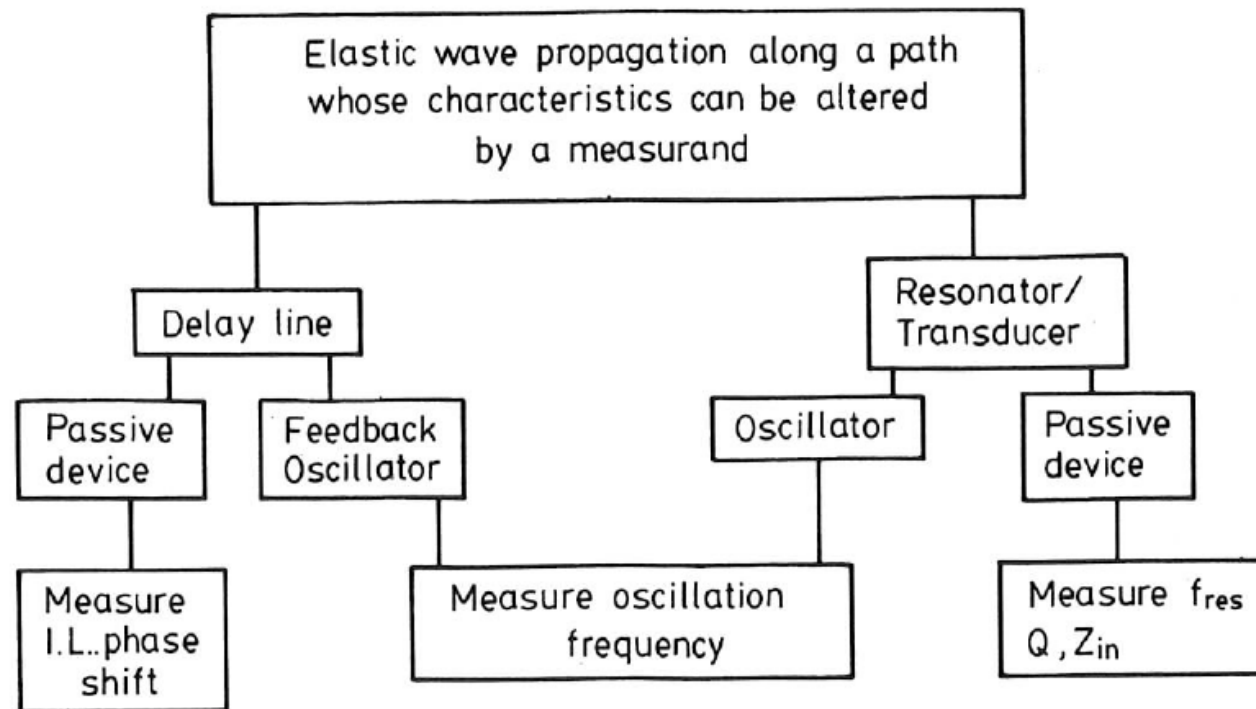 Elastic wave propagation along a path
whose characteristics can be altered
by a measurand
Delay line
Resonator/
Transducer
Passive
device
Feedback
Oscillator
Oscillator
Passive
device
Measure
I.L..phase
shift
Measure oscillation
frequency
Measure fres
Q, Zin